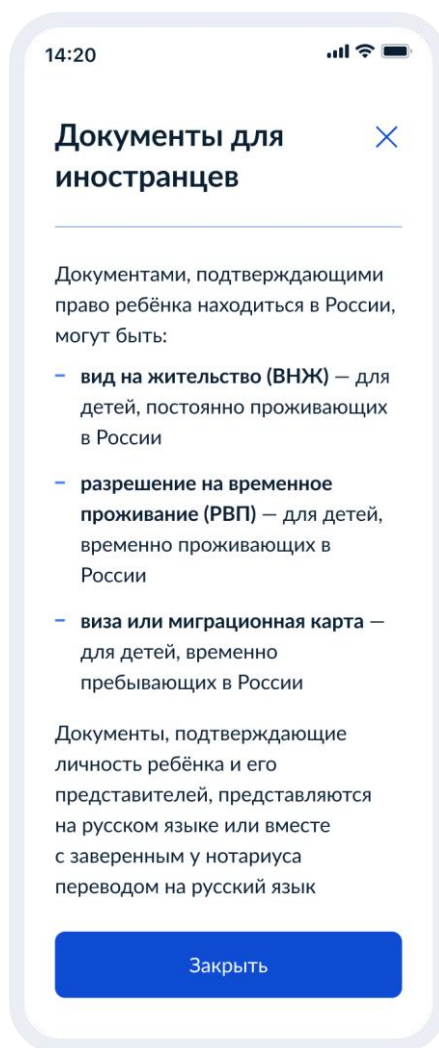 14:20
Документы для
иностранцев
Документами, подтверждающими
право ребёнка находиться в России,
могут быть:
– вид на жительство (ВНЖ) — для
детей, постоянно проживающих
в России
– разрешение на временное
проживание (РВП) — для детей,
временно проживающих в
России
– виза или миграционная карта —
для детей, временно
пребывающих в России
Документы, подтверждающие
личность ребёнка и его
представителей, представляются
на русском языке или вместе
с заверенным у нотариуса
переводом на русский язык
Закрыть